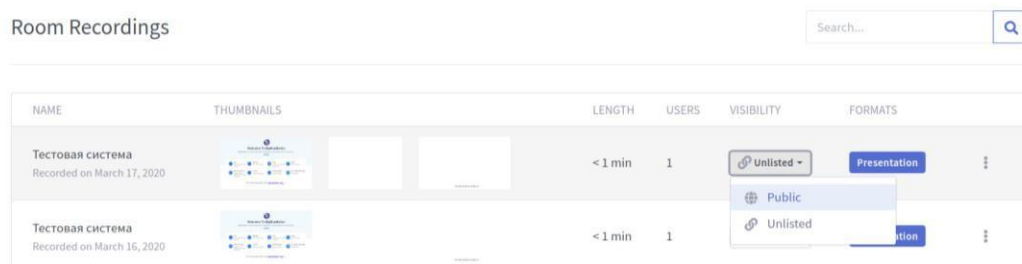 Room Recordings
Search...
NAME THUMBNAILS LENGTH USERS VISIBILITY FORMATS
Тестовая система
Recorded on March 17, 2020
< 1 min 1 Unlisted Presentation
Public
Unlisted
Тестовая система
Recorded on March 16, 2020
< 1 min 1